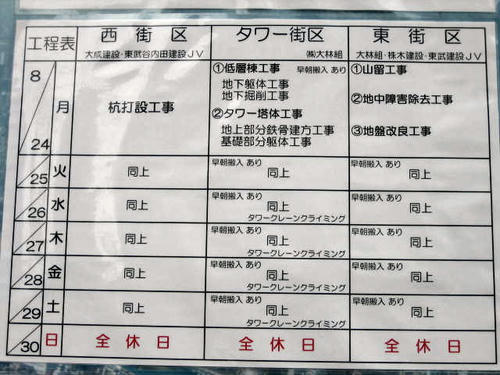 工程表 西街区 タワー街区 東街区
大成建設・東武谷内田建設JV ㈱大林組 大林組・株木建設・東武建設JV
8/24 月 杭打設工事
①低層棟工事 早朝搬入 あり
地下躯体工事
地下掘削工事
②タワー塔体工事
地上部分鉄骨建方工事
基礎部分躯体工事
早朝搬入 あり
①山留工事
②地中障害除去工事
③地盤改良工事
25 火 同上 早朝搬入 あり 同上 早朝搬入 あり 同上
26 水 同上 早朝搬入 あり 同上 タワークレーンクライミング 早朝搬入 あり 同上
27 木 同上 早朝搬入 あり 同上 タワークレーンクライミング 早朝搬入 あり 同上
28 金 同上 早朝搬入 あり 同上 タワークレーンクライミング 早朝搬入 あり 同上
29 土 同上 早朝搬入 あり 同上 タワークレーンクライミング 早朝搬入 あり 同上
30 日 全休日 全休日 全休日